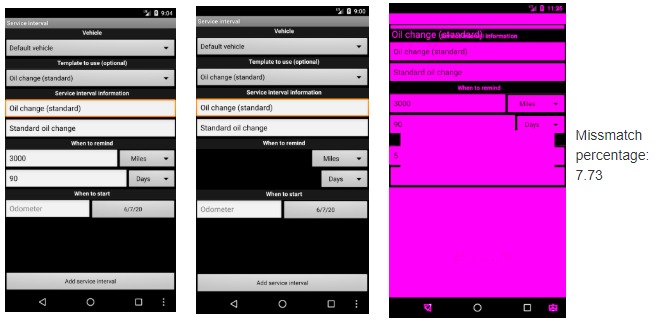 9:04
Service interval
Vehicle
Default vehicle
Template to use (optional)
Oil change (standard)
Service interval information
Oil change (standard)
Standard oil change
When to remind
3000 Miles
90 Days
When to start
Odometer 6/7/20
Add service interval
9:00
Service interval
Vehicle
Default vehicle
Template to use (optional)
Oil change (standard)
Service interval information
Oil change (standard)
Standard oil change
When to remind
Miles
Days
When to start
Odometer 6/7/20
Add service interval
Oil change (standard) information
Oil change (standard)
Standard oil change
When to remind
3000 Miles
90 Days
5
Missmatch
percentage:
7.73